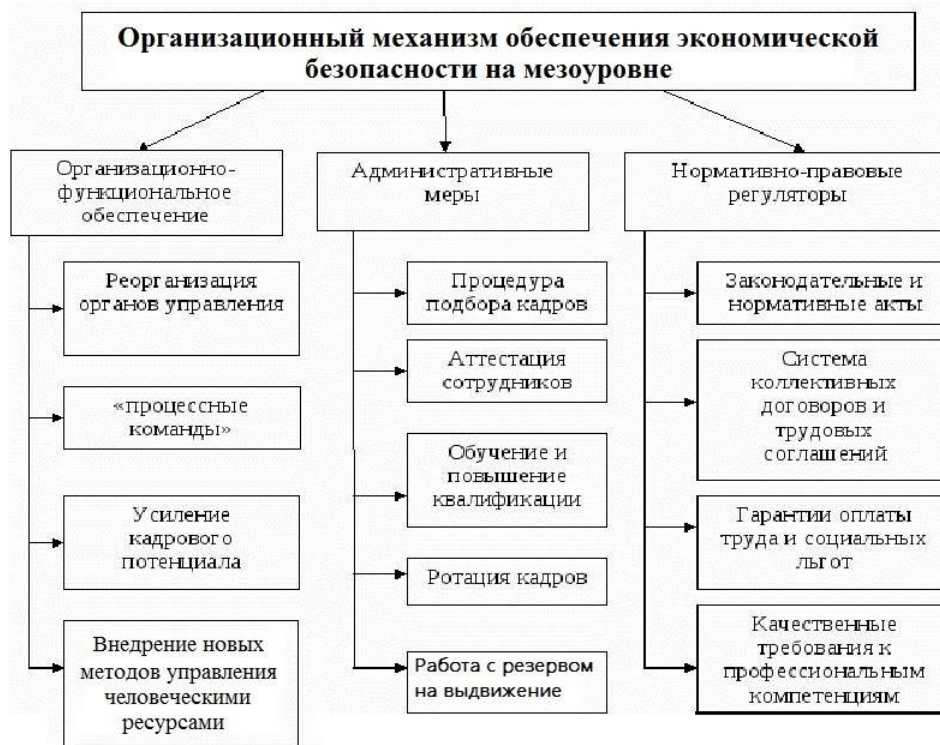 Организационный механизм обеспечения экономической
безопасности на мезоуровне
Организационно-
функциональное
обеспечение
Реорганизация
органов управления
«процессные
команды»
Усиление
кадрового
потенциала
Внедрение новых
методов управления
человеческими
ресурсами
Административные
меры
Процедура
подбора кадров
Аттестация
сотрудников
Обучение и
повышение
квалификации
Ротация кадров
Работа с резервом
на выдвижение
Нормативно-правовые
регуляторы
Законодательные и
нормативные акты
Система
коллективных
договоров и
трудовых
соглашений
Гарантии оплаты
труда и социальных
льгот
Качественные
требования к
профессиональным
компетенциям